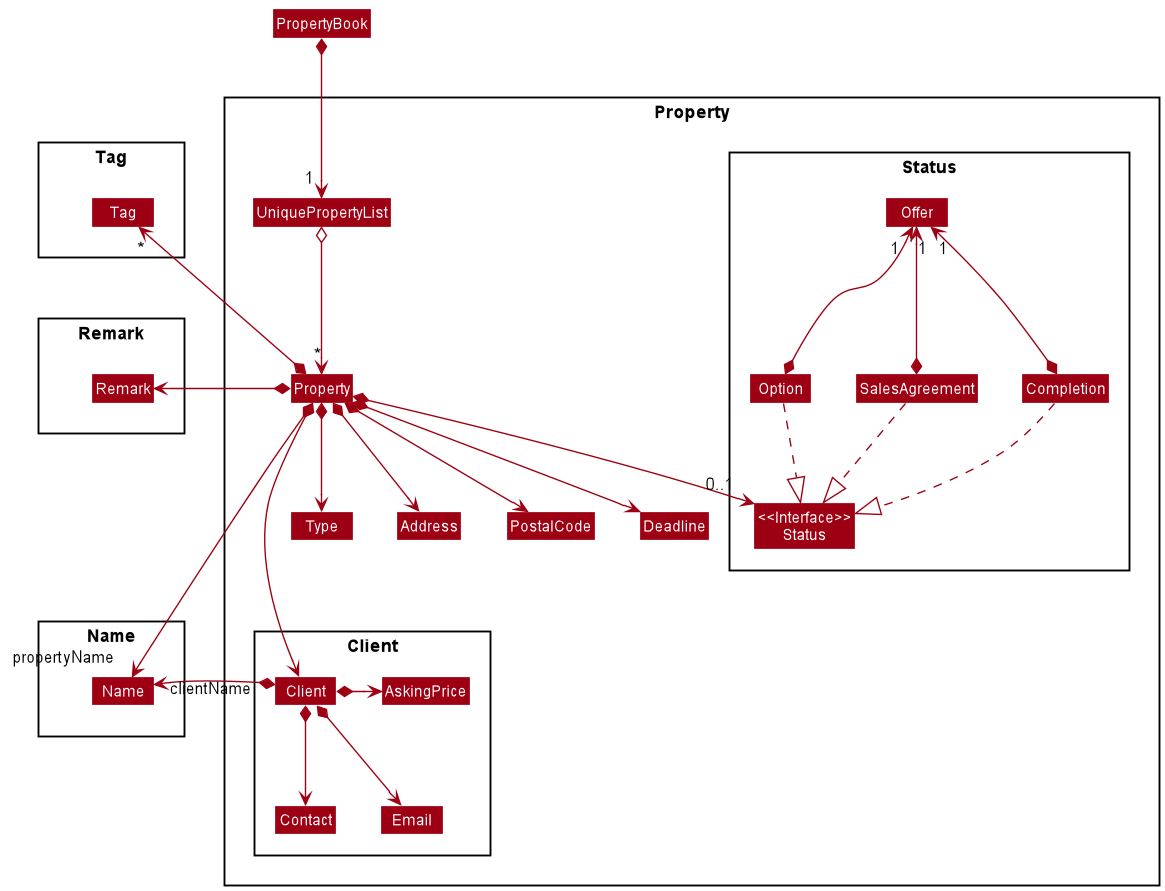 PropertyBook
Property
Tag
Status
1
UniquePropertyList
Tag
Offer
*
1
1
1
Remark
*
Remark
Property
Option
SalesAgreement
Completion
0..1
Type
Address
PostalCode
Deadline
<<Interface>>
Status
Name
Client
propertyName
Name
clientName
Client
AskingPrice
Contact
Email